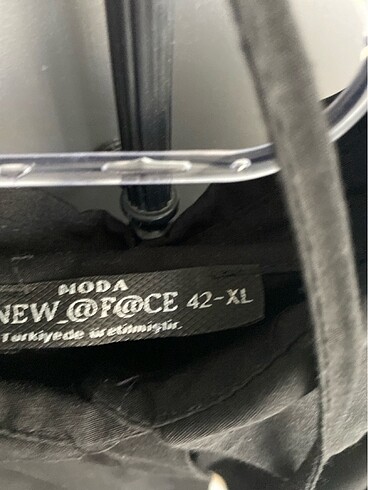 MODA
NEW_@F@CE 42-XL
Türkiyede üretilmiştir.